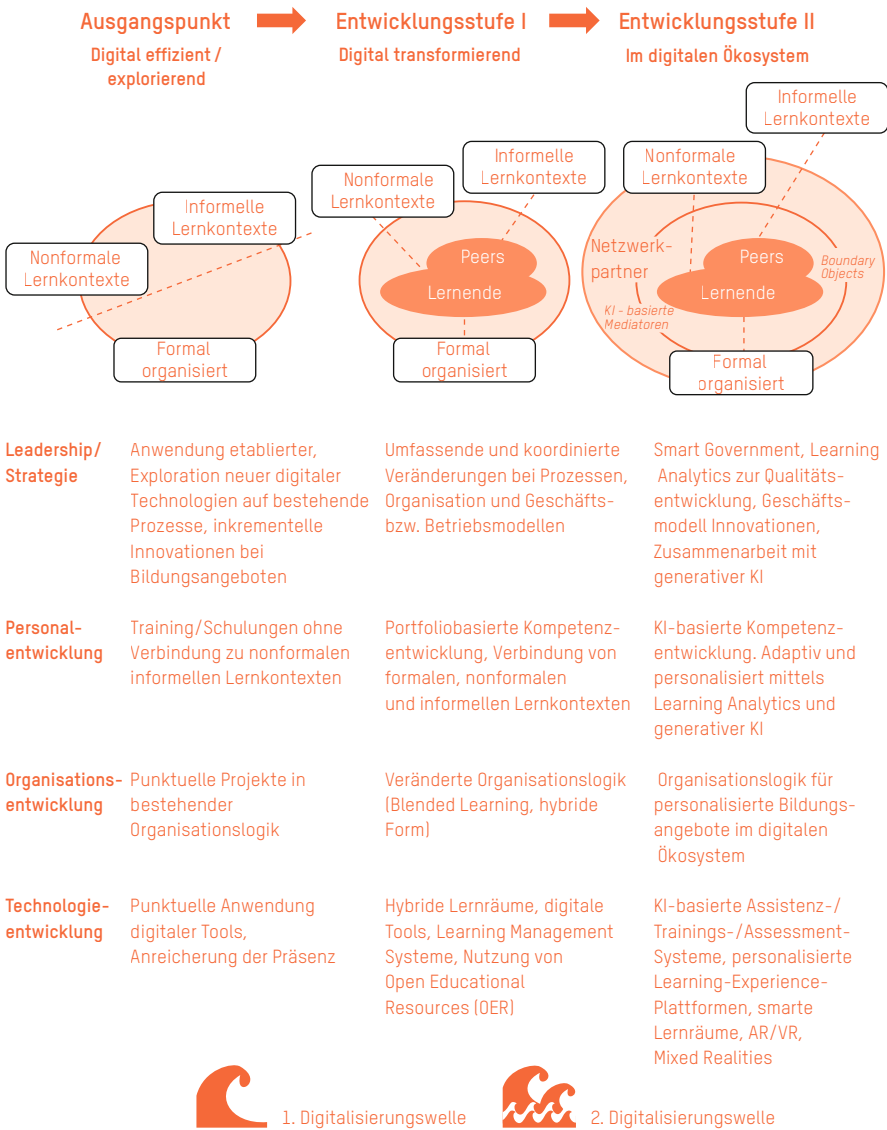 Ausgangspunkt
Digital effizient /
explorierend
Entwicklungsstufe I
Digital transformierend
Entwicklungsstufe II
Im digitalen Ökosystem
Informelle
Lernkontexte
Nonformale
Lernkontexte
Formal
organisiert
Nonformale
Lernkontexte
Informelle
Lernkontexte
Peers
Lernende
Formal
organisiert
Informelle
Lernkontexte
Nonformale
Lernkontexte
Netzwerk-
partner
Peers
Boundary
Objects
Lernende
KI - basierte
Mediatoren
Formal
organisiert
Leadership/
Strategie
Anwendung etablierter,
Exploration neuer digitaler
Technologien auf bestehende
Prozesse, inkrementelle
Innovationen bei
Bildungsangeboten
Umfassende und koordinierte
Veränderungen bei Prozessen,
Organisation und Geschäfts-
bzw. Betriebsmodellen
Smart Government, Learning
Analytics zur Qualitäts-
entwicklung, Geschäfts-
modell Innovationen,
Zusammenarbeit mit
generativer KI
Personal-
entwicklung
Training/Schulungen ohne
Verbindung zu nonformalen
informellen Lernkontexten
Portfoliobasierte Kompetenz-
entwicklung, Verbindung von
formalen, nonformalen
und informellen Lernkontexten
KI-basierte Kompetenz-
entwicklung. Adaptiv und
personalisiert mittels
Learning Analytics und
generativer KI
Organisations-
entwicklung
Punktuelle Projekte in
bestehender
Organisationslogik
Veränderte Organisationslogik
(Blended Learning, hybride
Form)
Organisationslogik für
personalisierte Bildungs-
angebote im digitalen
Ökosystem
Technologie-
entwicklung
Punktuelle Anwendung
digitaler Tools,
Anreicherung der Präsenz
Hybride Lernräume, digitale
Tools, Learning Management
Systeme, Nutzung von
Open Educational
Resources (OER)
KI-basierte Assistenz-/
Trainings-/Assessment-
Systeme, personalisierte
Learning-Experience-
Plattformen, smarte
Lernräume, AR/VR,
Mixed Realities
1. Digitalisierungswelle
2. Digitalisierungswelle